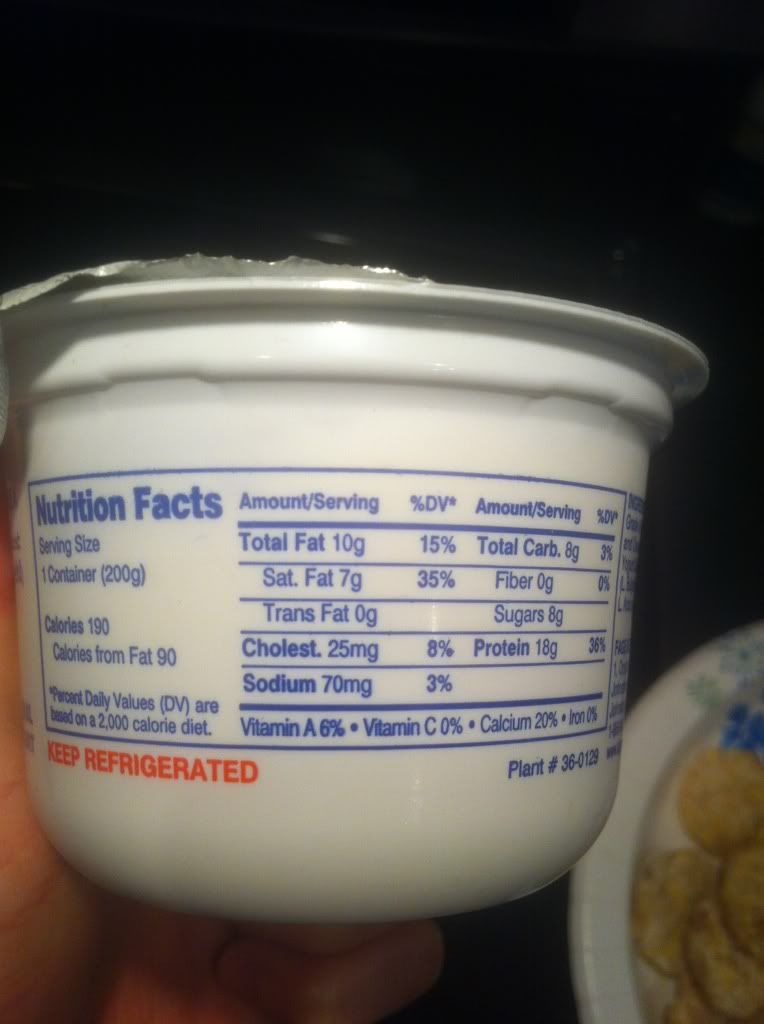 Nutrition Facts
Serving Size
1 Container (200g)
Calories 190
Calories from Fat 90
*Percent Daily Values (DV) are
based on a 2,000 calorie diet.
Amount/Serving %DV* Amount/Serving %DV*
Total Fat 10g 15% Total Carb. 8g 3%
Sat. Fat 7g 35% Fiber 0g 0%
Trans Fat 0g Sugars 8g
Cholest. 25mg 8% Protein 18g 36%
Sodium 70mg 3%
Vitamin A 6% • Vitamin C 0% • Calcium 20% • Iron 0%
KEEP REFRIGERATED
Plant # 36-0129